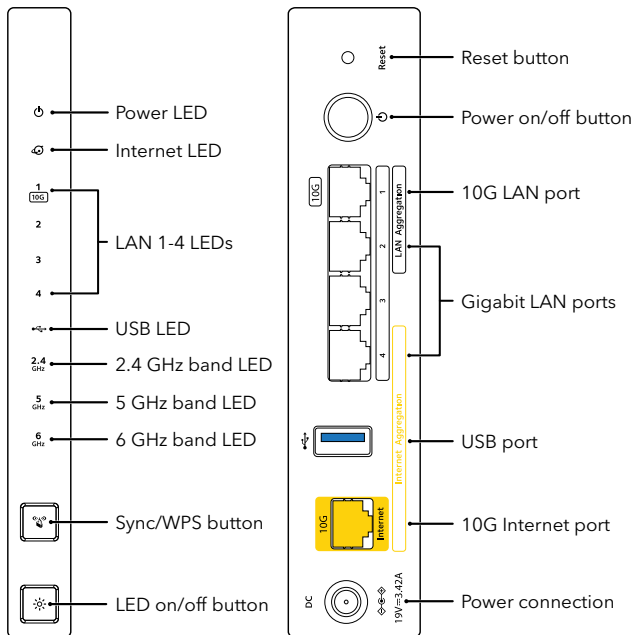 Power LED
Internet LED
1
10G
2
3
4
LAN 1-4 LEDs
USB LED
2.4
GHz
2.4 GHz band LED
5
GHz
5 GHz band LED
6
GHz
6 GHz band LED
Sync/WPS button
LED on/off button
Reset
Reset button
Power on/off button
10G
1
2
3
4
LAN Aggregation
10G LAN port
Gigabit LAN ports
Internet Aggregation
USB port
10G
Internet
10G Internet port
DC
19V⎓3.42A
Power connection